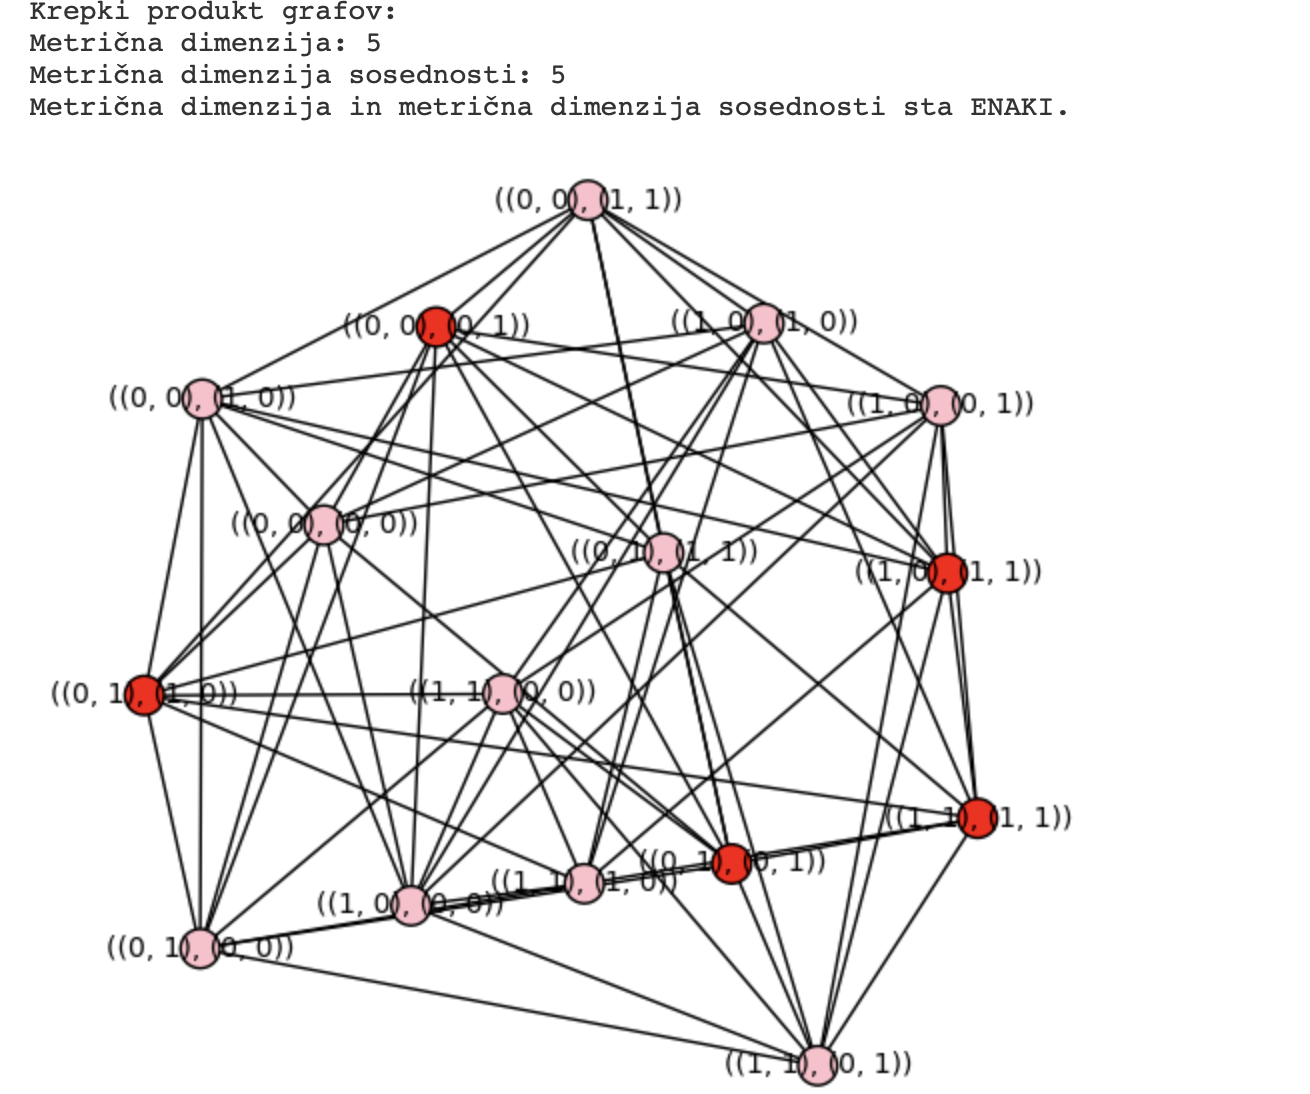 Krepki produkt grafov:
Metrična dimenzija: 5
Metrična dimenzija sosednosti: 5
Metrična dimenzija in metrična dimenzija sosednosti sta ENAKI.
((0, 0), (1, 1))
((0, 0), (0, 1))
((1, 0), (1, 0))
((0, 0), (1, 0))
((1, 0), (0, 1))
((0, 0), (0, 0))
((0, 1), (1, 1))
((1, 0), (1, 1))
((0, 1), (1, 0))
((1, 1), (0, 0))
((1, 1), (1, 1))
((0, 1), (0, 1))
((1, 1), (1, 0))
((1, 0), (0, 0))
((0, 1), (0, 0))
((1, 1), (0, 1))